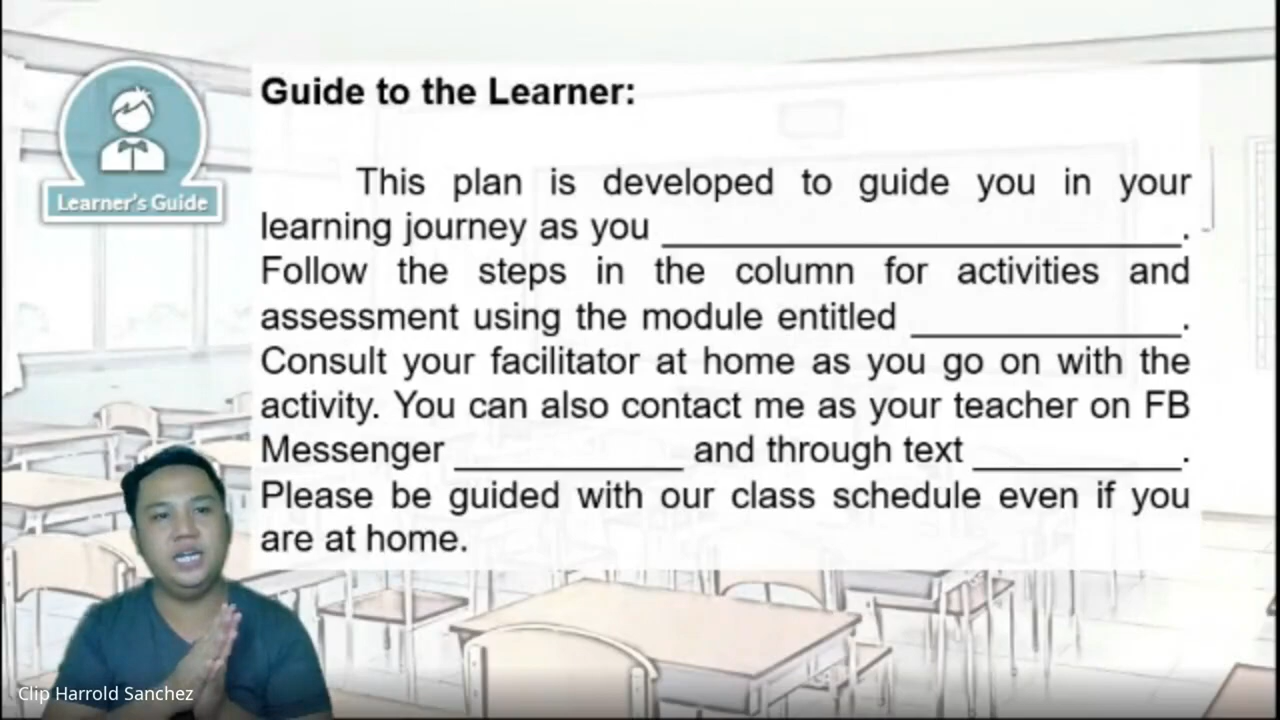 Guide to the Learner:
Learner's Guide
This plan is developed to guide you in your
learning journey as you ____________________________.
Follow the steps in the column for activities and
assessment using the module entitled ______________.
Consult your facilitator at home as you go on with the
activity. You can also contact me as your teacher on FB
Messenger ____________ and through text ___________.
Please be guided with our class schedule even if you
are at home.
Clip Harrold Sanchez